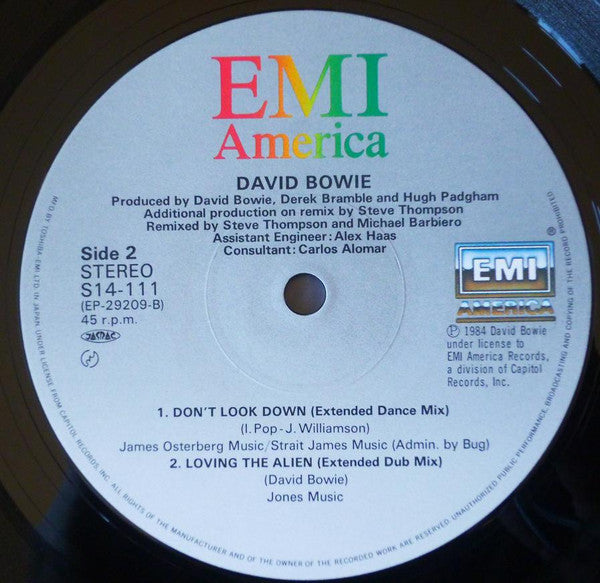 EMI
America
DAVID BOWIE
Produced by David Bowie, Derek Bramble and Hugh Padgham
Additional production on remix by Steve Thompson
Remixed by Steve Thompson and Michael Barbiero
Assistant Engineer: Alex Haas
Consultant: Carlos Alomar
Side 2
STEREO
S14-111
(EP-29209-B)
45 r.p.m.
JASRAC
®
EMI
AMERICA
Ⓟ 1984 David Bowie
under license to
EMI America Records,
a division of Capitol
Records, Inc.
1. DON'T LOOK DOWN (Extended Dance Mix)
(I. Pop - J. Williamson)
James Osterberg Music/Strait James Music (Admin. by Bug)
2. LOVING THE ALIEN (Extended Dub Mix)
(David Bowie)
Jones Music
MFD. BY TOSHIBA-EMI LTD. IN JAPAN UNDER LICENSE FROM CAPITOL RECORDS, INC. ALL RIGHTS OF THE MANUFACTURER AND OF THE OWNER OF THE RECORDED WORK ARE RESERVED. UNAUTHORIZED PUBLIC PERFORMANCE, BROADCASTING AND COPYING OF THE RECORD PROHIBITED.